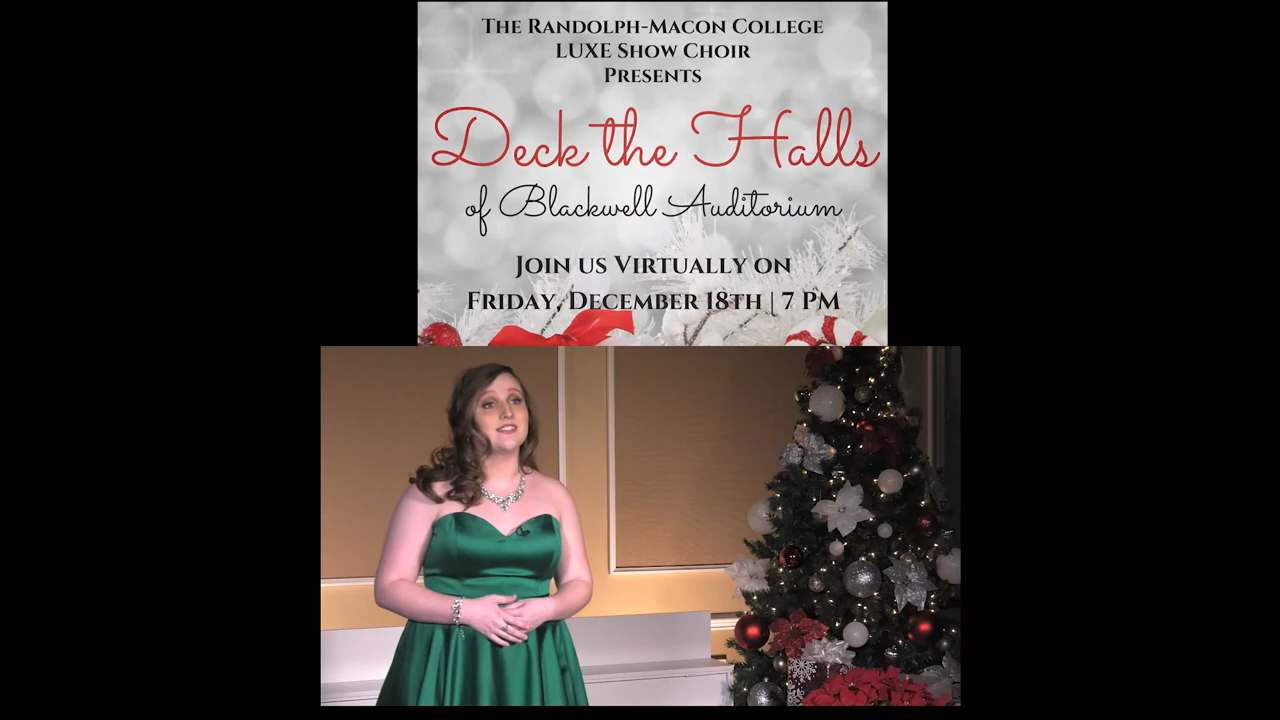 The Randolph-Macon College
LUXE Show Choir
Presents
Deck the Halls
of Blackwell Auditorium
Join us Virtually on
Friday, December 18th | 7 PM